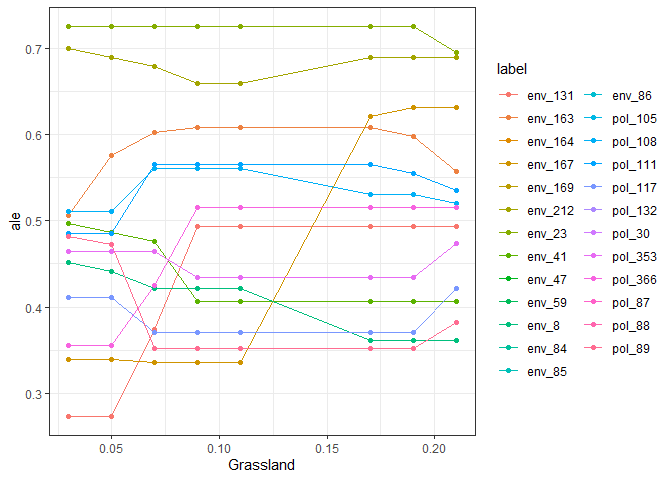 0.7
0.6
0.5
0.4
0.3
ale
0.05
0.10
0.15
0.20
Grassland
label
env_131
env_163
env_164
env_167
env_169
env_212
env_23
env_41
env_47
env_59
env_8
env_84
env_85
env_86
pol_105
pol_108
pol_111
pol_117
pol_132
pol_30
pol_353
pol_366
pol_87
pol_88
pol_89